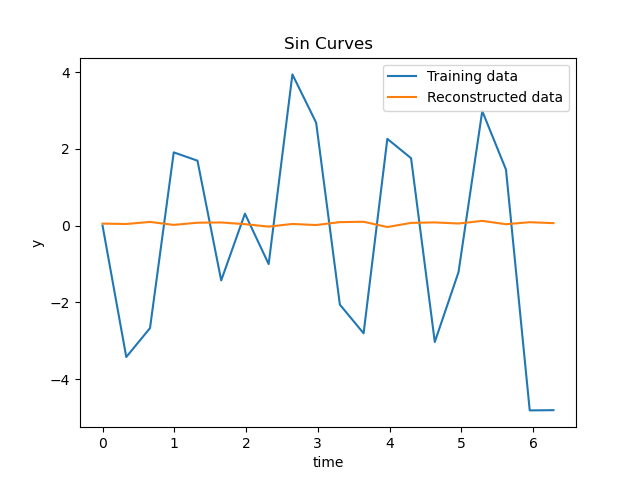 Sin Curves
Training data
Reconstructed data
4
2
0
−2
−4
y
0 1 2 3 4 5 6
time